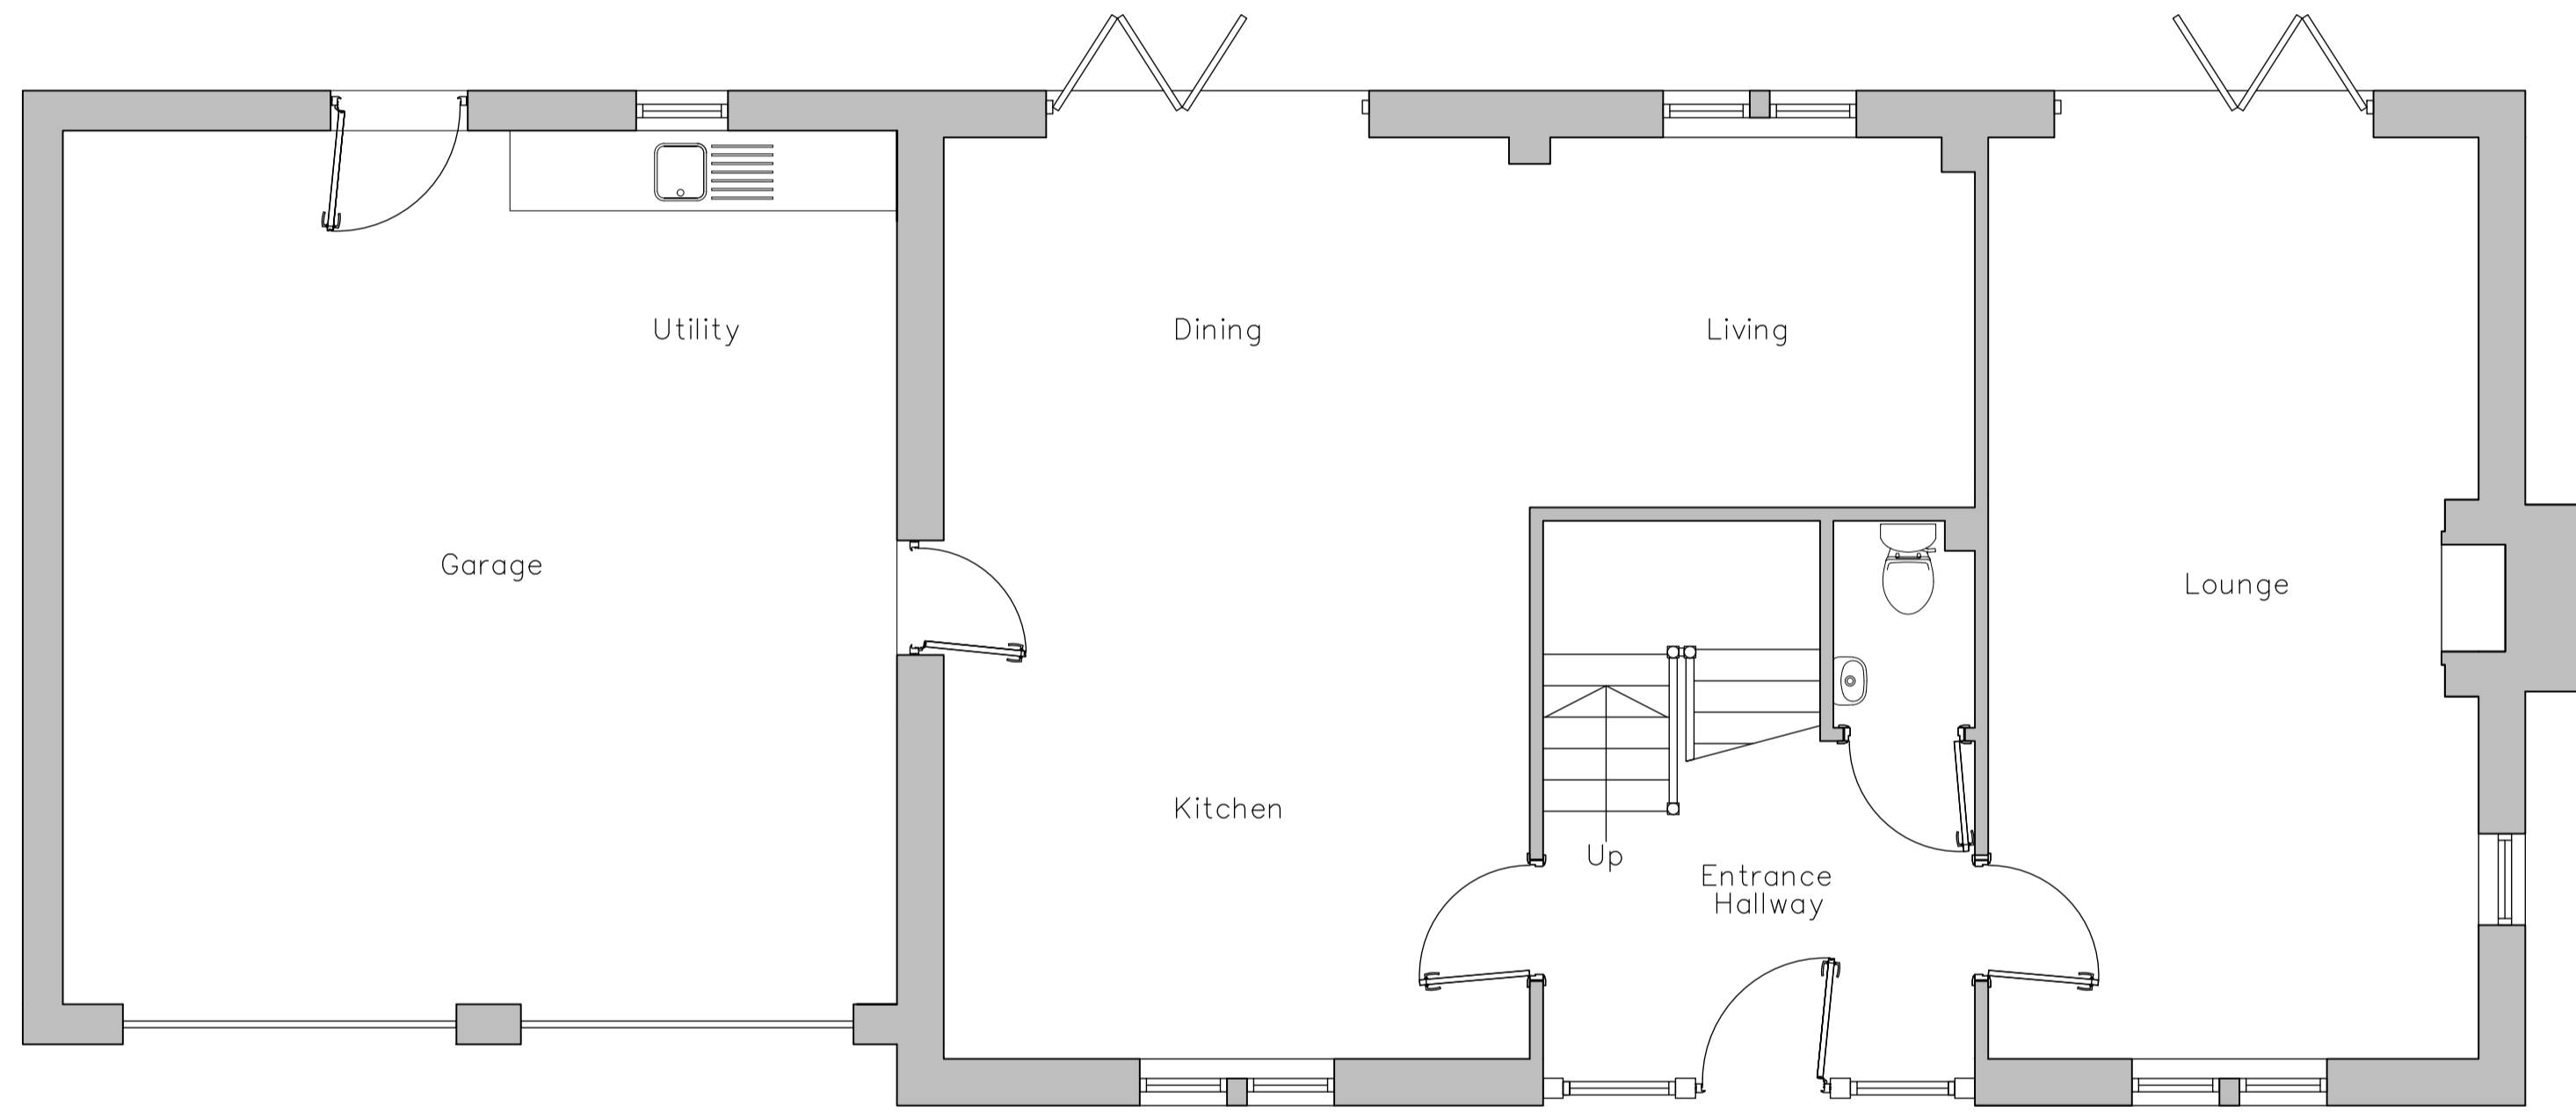 Utility
Dining
Living
Garage
Lounge
Kitchen
Up
Entrance
Hallway